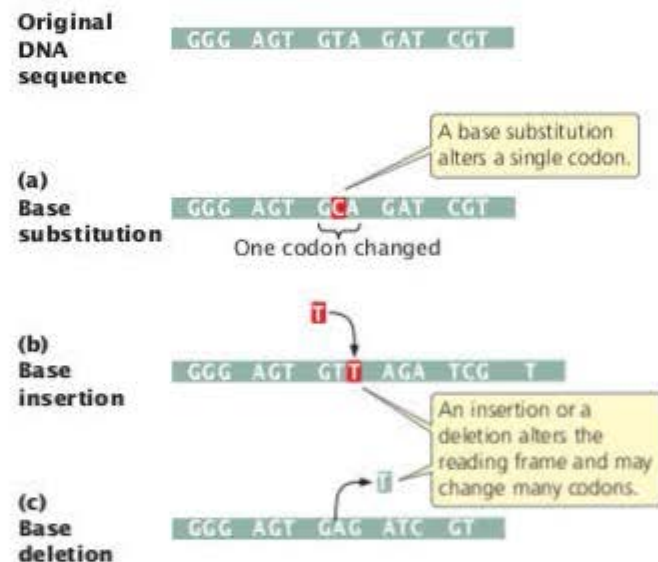 Original
DNA
sequence
GGG AGT GTA GAT CGT
A base substitution
alters a single codon.
(a)
Base
substitution
GGG AGT GCA GAT CGT
One codon changed
T
(b)
Base
insertion
GGG AGT GTT AGA TCG T
An insertion or a
deletion alters the
reading frame and may
change many codons.
T
(c)
Base
deletion
GGG AGT GAG ATC GT